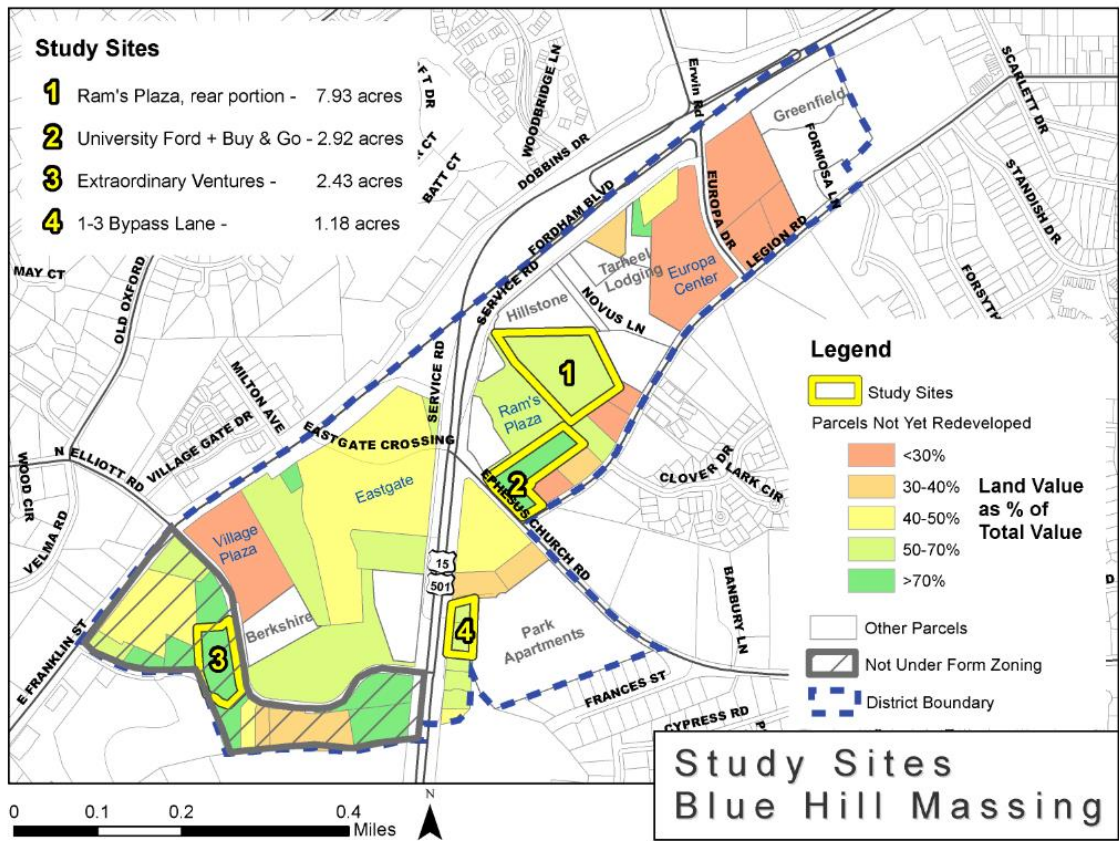 Study Sites
1 Ram's Plaza, rear portion - 7.93 acres
2 University Ford + Buy & Go - 2.92 acres
3 Extraordinary Ventures - 2.43 acres
4 1-3 Bypass Lane - 1.18 acres
WOODBRIDGE LN
BATT CT
DOBBINS DR
Erwin Rd
SCARLETT DR
Greenfield
FORMOSA LN
STANDISH DR
FORDHAM BLVD
EUROPA DR
LEGION RD
MAY CT
OLD OXFORD
SERVICE RD
Tarheel
Lodging
Europa
Center
Hillstone
NOVUS LN
FORSYTH
MILTON AVE
SERVICE RD
1
Ram's
Plaza
VILLAGE GATE DR
EASTGATE CROSSING
N ELLIOTT RD
WOOD CIR
VELMA RD
Eastgate
2
EPHESUS CHURCH RD
CLOVER DR
LARK CIR
Village
Plaza
15
501
BANBURY LN
Berkshire
4
Park
Apartments
3
E FRANKLIN ST
FRANCES ST
CYPRESS RD
Legend
Study Sites
Parcels Not Yet Redeveloped
<30%
30-40%
40-50%
50-70%
>70%
Land Value
as % of
Total Value
Other Parcels
Not Under Form Zoning
District Boundary
Study Sites
Blue Hill Massing
0 0.1 0.2 0.4
Miles
N